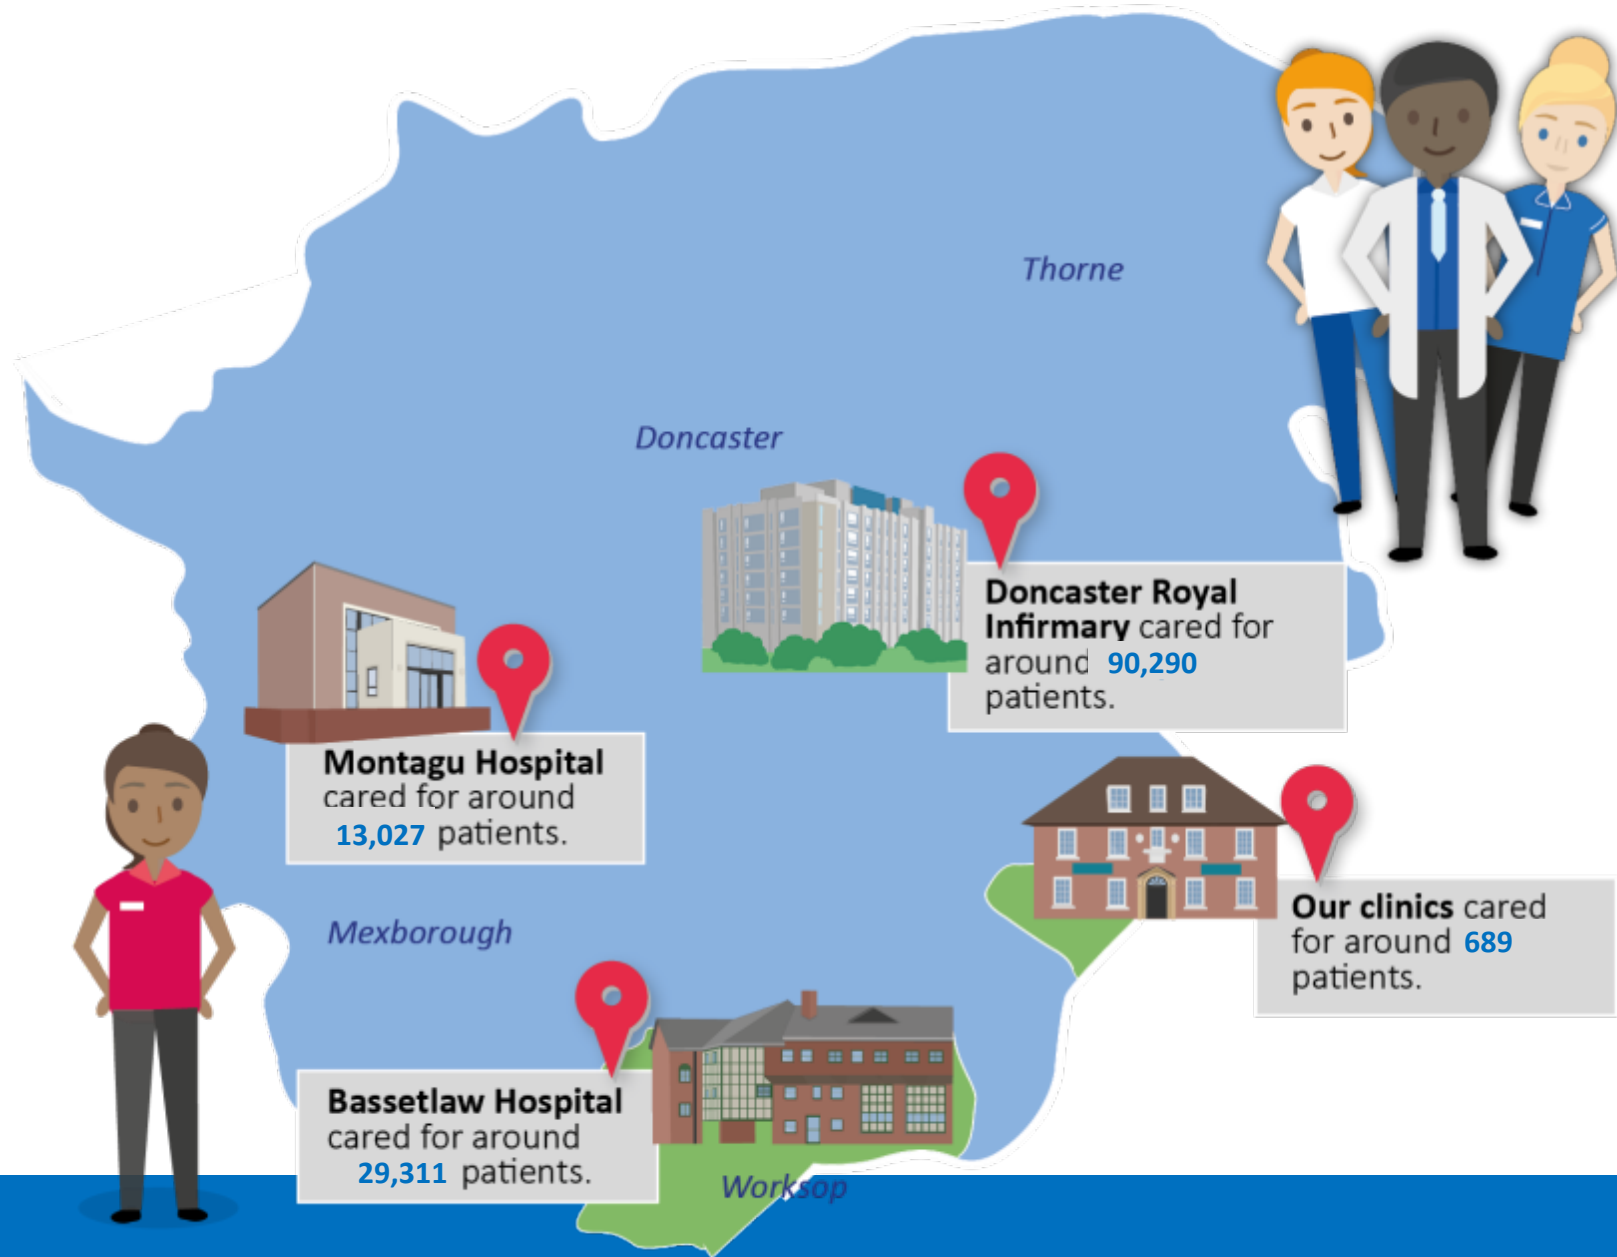 Thorne
Doncaster
Doncaster Royal
Infirmary cared for
around 90,290
patients.
Montagu Hospital
cared for around
13,027 patients.
Our clinics cared
for around 689
patients.
Mexborough
Bassetlaw Hospital
cared for around
29,311 patients.
Worksop